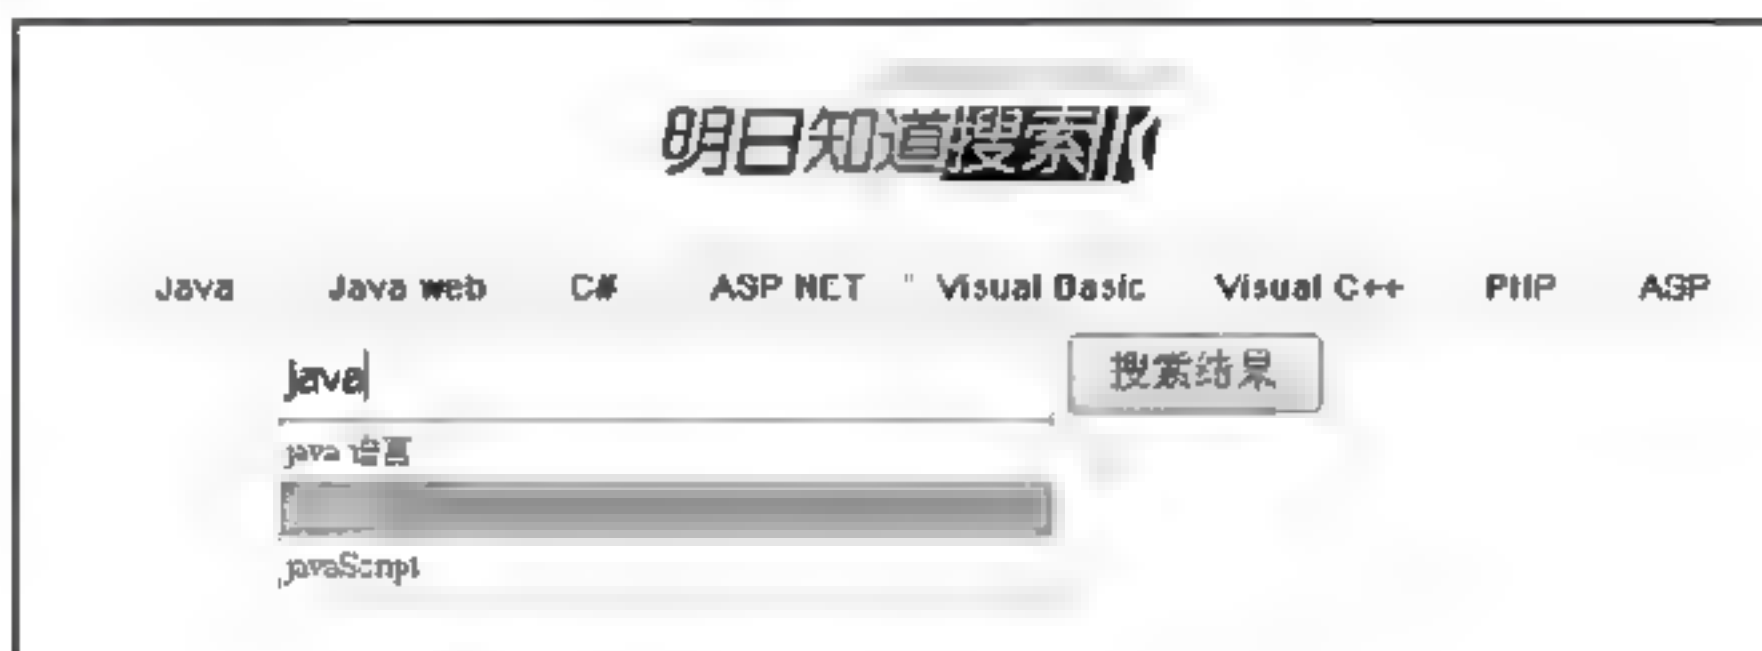 明日知道搜索
Java Java web C# ASP NET Visual Basic Visual C++ PHP ASP
java 搜索结果
java 语言
javaScript